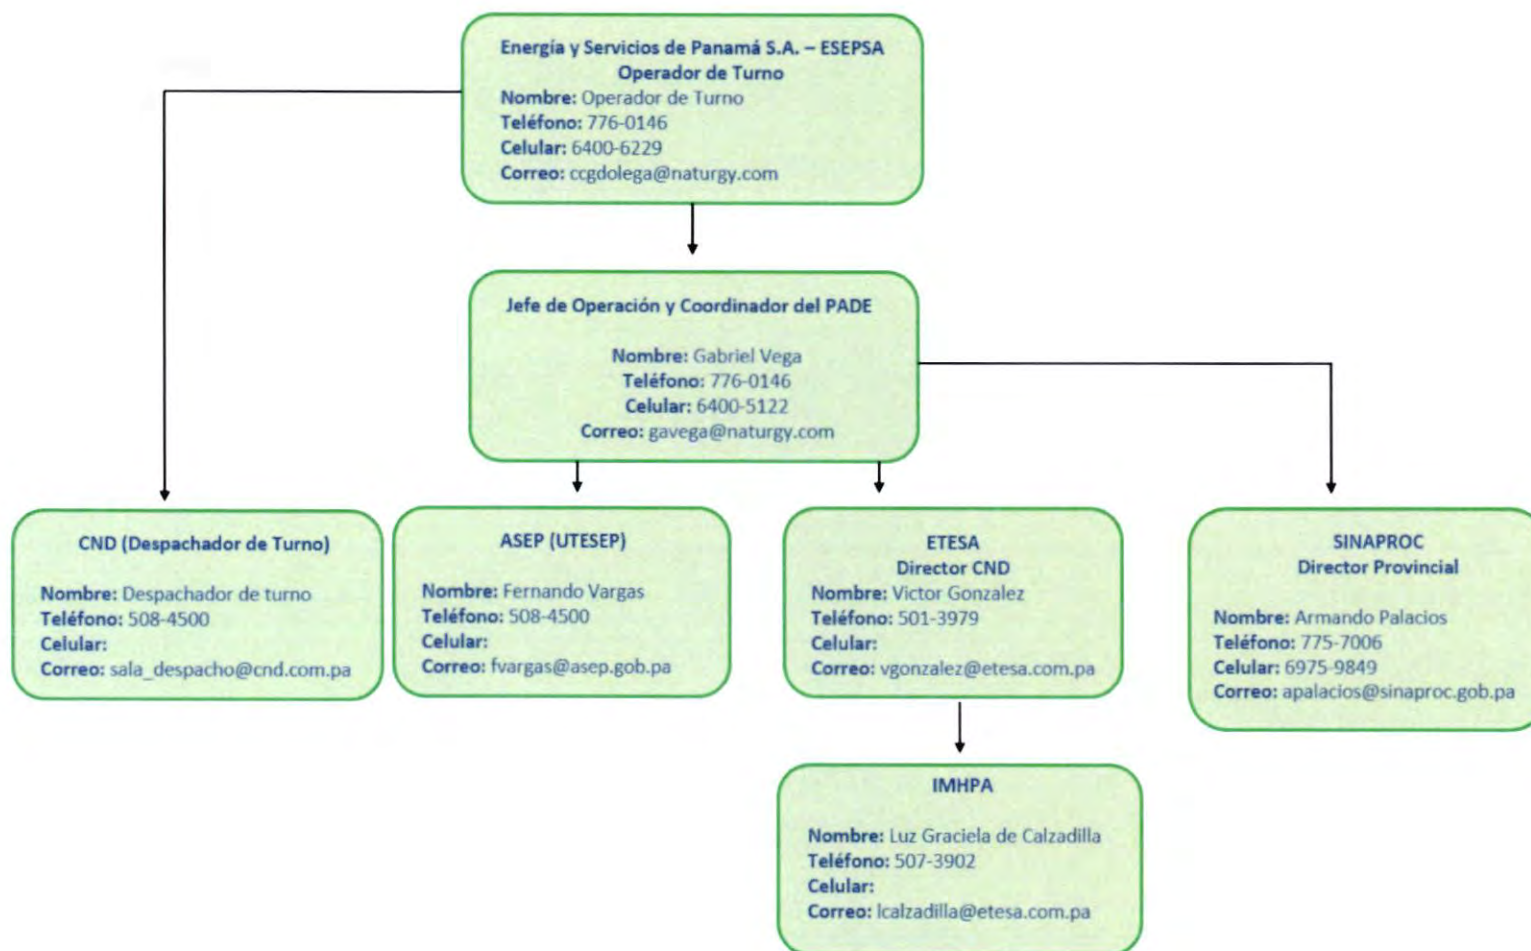 Energía y Servicios de Panamá S.A. – ESEPSA
Operador de Turno
Nombre: Operador de Turno
Teléfono: 776-0146
Celular: 6400-6229
Correo: ccgdolega@naturgy.com
Jefe de Operación y Coordinador del PADE
Nombre: Gabriel Vega
Teléfono: 776-0146
Celular: 6400-5122
Correo: gavega@naturgy.com
CND (Despachador de Turno)
Nombre: Despachador de turno
Teléfono: 508-4500
Celular:
Correo: sala_despacho@cnd.com.pa
ASEP (UTESEP)
Nombre: Fernando Vargas
Teléfono: 508-4500
Celular:
Correo: fvargas@asep.gob.pa
ETESA
Director CND
Nombre: Victor Gonzalez
Teléfono: 501-3979
Celular:
Correo: vgonzalez@etesa.com.pa
SINAPROC
Director Provincial
Nombre: Armando Palacios
Teléfono: 775-7006
Celular: 6975-9849
Correo: apalacios@sinaproc.gob.pa
IMHPA
Nombre: Luz Graciela de Calzadilla
Teléfono: 507-3902
Celular:
Correo: lcalzadilla@etesa.com.pa